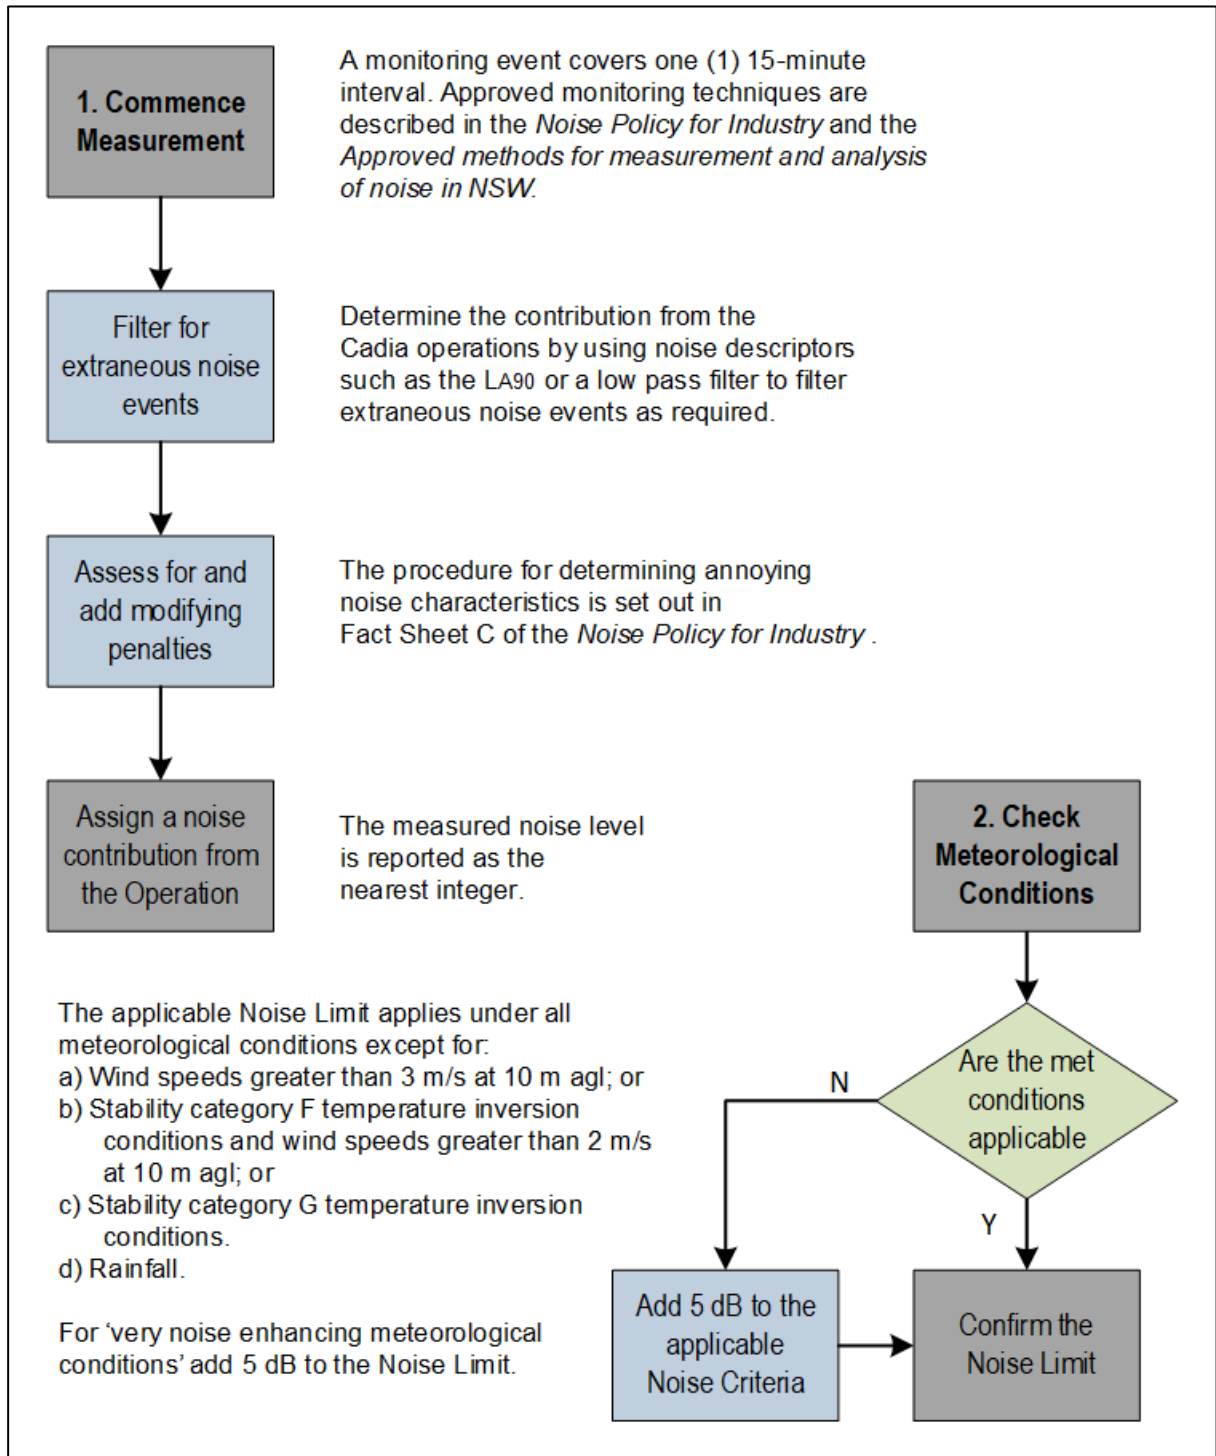 1. Commence
Measurement
A monitoring event covers one (1) 15-minute
interval. Approved monitoring techniques are
described in the Noise Policy for Industry and the
Approved methods for measurement and analysis
of noise in NSW.
Filter for
extraneous noise
events
Determine the contribution from the
Cadia operations by using noise descriptors
such as the LA90 or a low pass filter to filter
extraneous noise events as required.
Assess for and
add modifying
penalties
The procedure for determining annoying
noise characteristics is set out in
Fact Sheet C of the Noise Policy for Industry .
Assign a noise
contribution from
the Operation
The measured noise level
is reported as the
nearest integer.
2. Check
Meteorological
Conditions
The applicable Noise Limit applies under all
meteorological conditions except for:
a) Wind speeds greater than 3 m/s at 10 m agl; or
b) Stability category F temperature inversion
conditions and wind speeds greater than 2 m/s
at 10 m agl; or
c) Stability category G temperature inversion
conditions.
d) Rainfall.
For ‘very noise enhancing meteorological
conditions’ add 5 dB to the Noise Limit.
Are the met
conditions
applicable
N
Y
Add 5 dB to the
applicable
Noise Criteria
Confirm the
Noise Limit